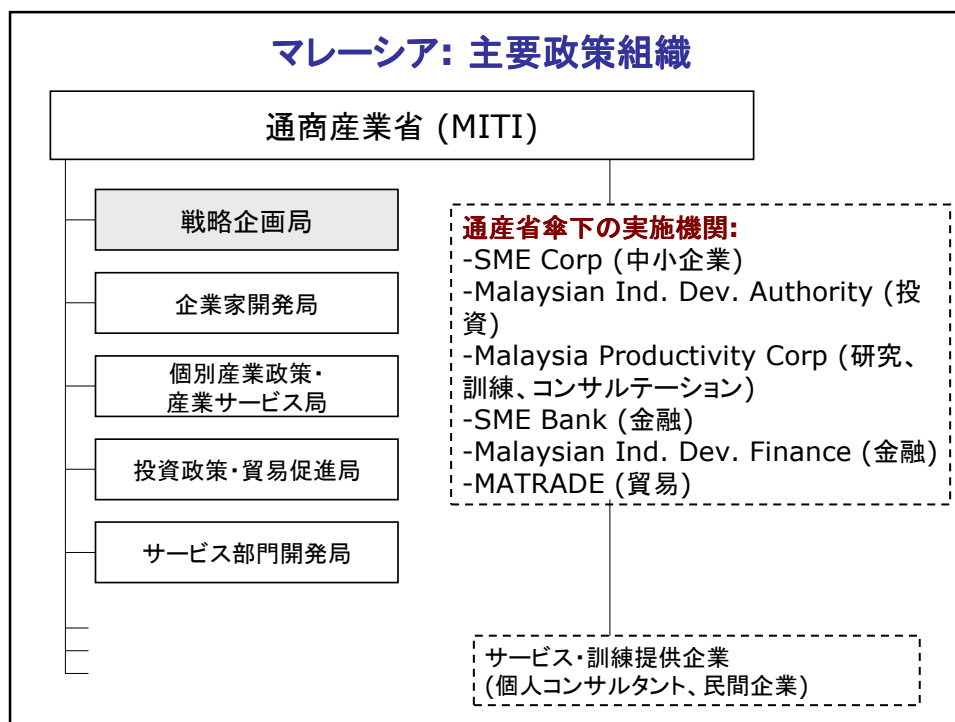 マレーシア: 主要政策組織
通商産業省 (MITI)
戦略企画局
企業家開発局
個別産業政策・
産業サービス局
投資政策・貿易促進局
サービス部門開発局
通産省傘下の実施機関:
-SME Corp (中小企業)
-Malaysian Ind. Dev. Authority (投
資)
-Malaysia Productivity Corp (研究、
訓練、コンサルテーション)
-SME Bank (金融)
-Malaysian Ind. Dev. Finance (金融)
-MATRADE (貿易)
サービス・訓練提供企業
(個人コンサルタント、民間企業)